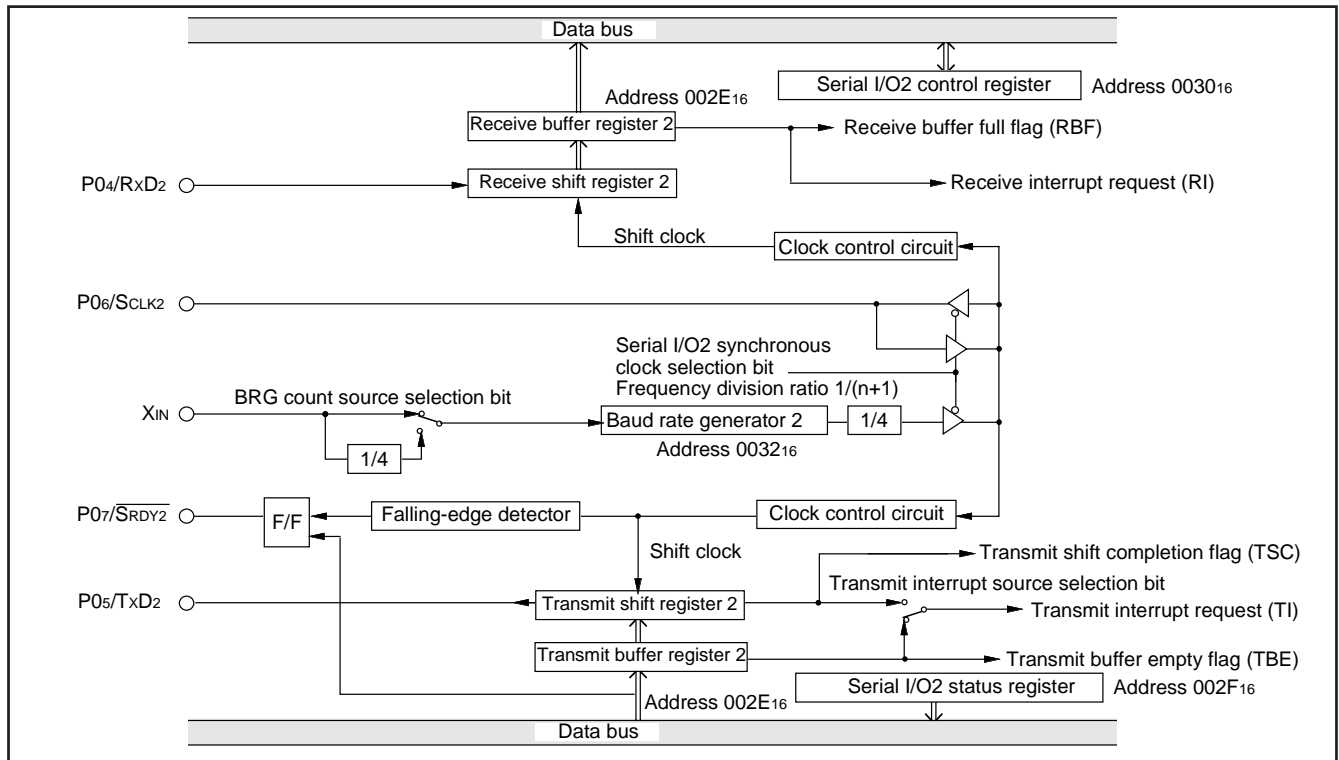 Data bus
Serial I/O2 control register Address 003016
Address 002E16
Receive buffer register 2 Receive buffer full flag (RBF)
P04/RXD2 Receive shift register 2 Receive interrupt request (RI)
Shift clock Clock control circuit
P06/SCLK2
Serial I/O2 synchronous
clock selection bit
Frequency division ratio 1/(n+1)
BRG count source selection bit
XIN Baud rate generator 2 1/4
1/4 Address 003216
P07/SRDY2 F/F Falling-edge detector Clock control circuit
Shift clock Transmit shift completion flag (TSC)
Transmit interrupt source selection bit
P05/TXD2 Transmit shift register 2 Transmit interrupt request (TI)
Transmit buffer register 2 Transmit buffer empty flag (TBE)
Address 002E16 Serial I/O2 status register Address 002F16
Data bus